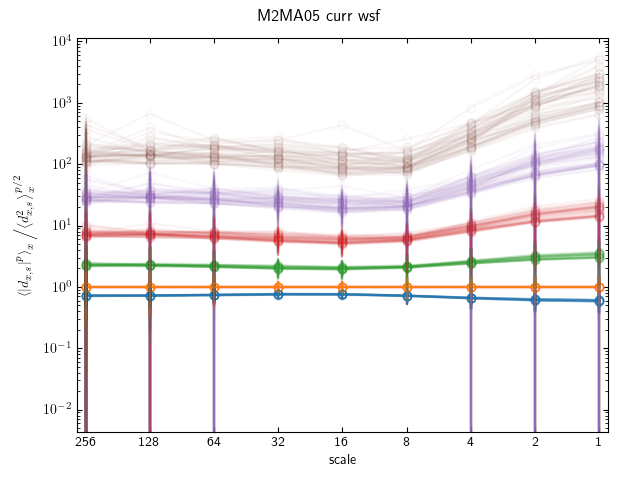 M2MA05 curr wsf
⟨|d_{x,s}|^p⟩_x / ⟨d_{x,s}^2⟩_x^{p/2}
10^4
10^3
10^2
10^1
10^0
10^{-1}
10^{-2}
256 128 64 32 16 8 4 2 1
scale